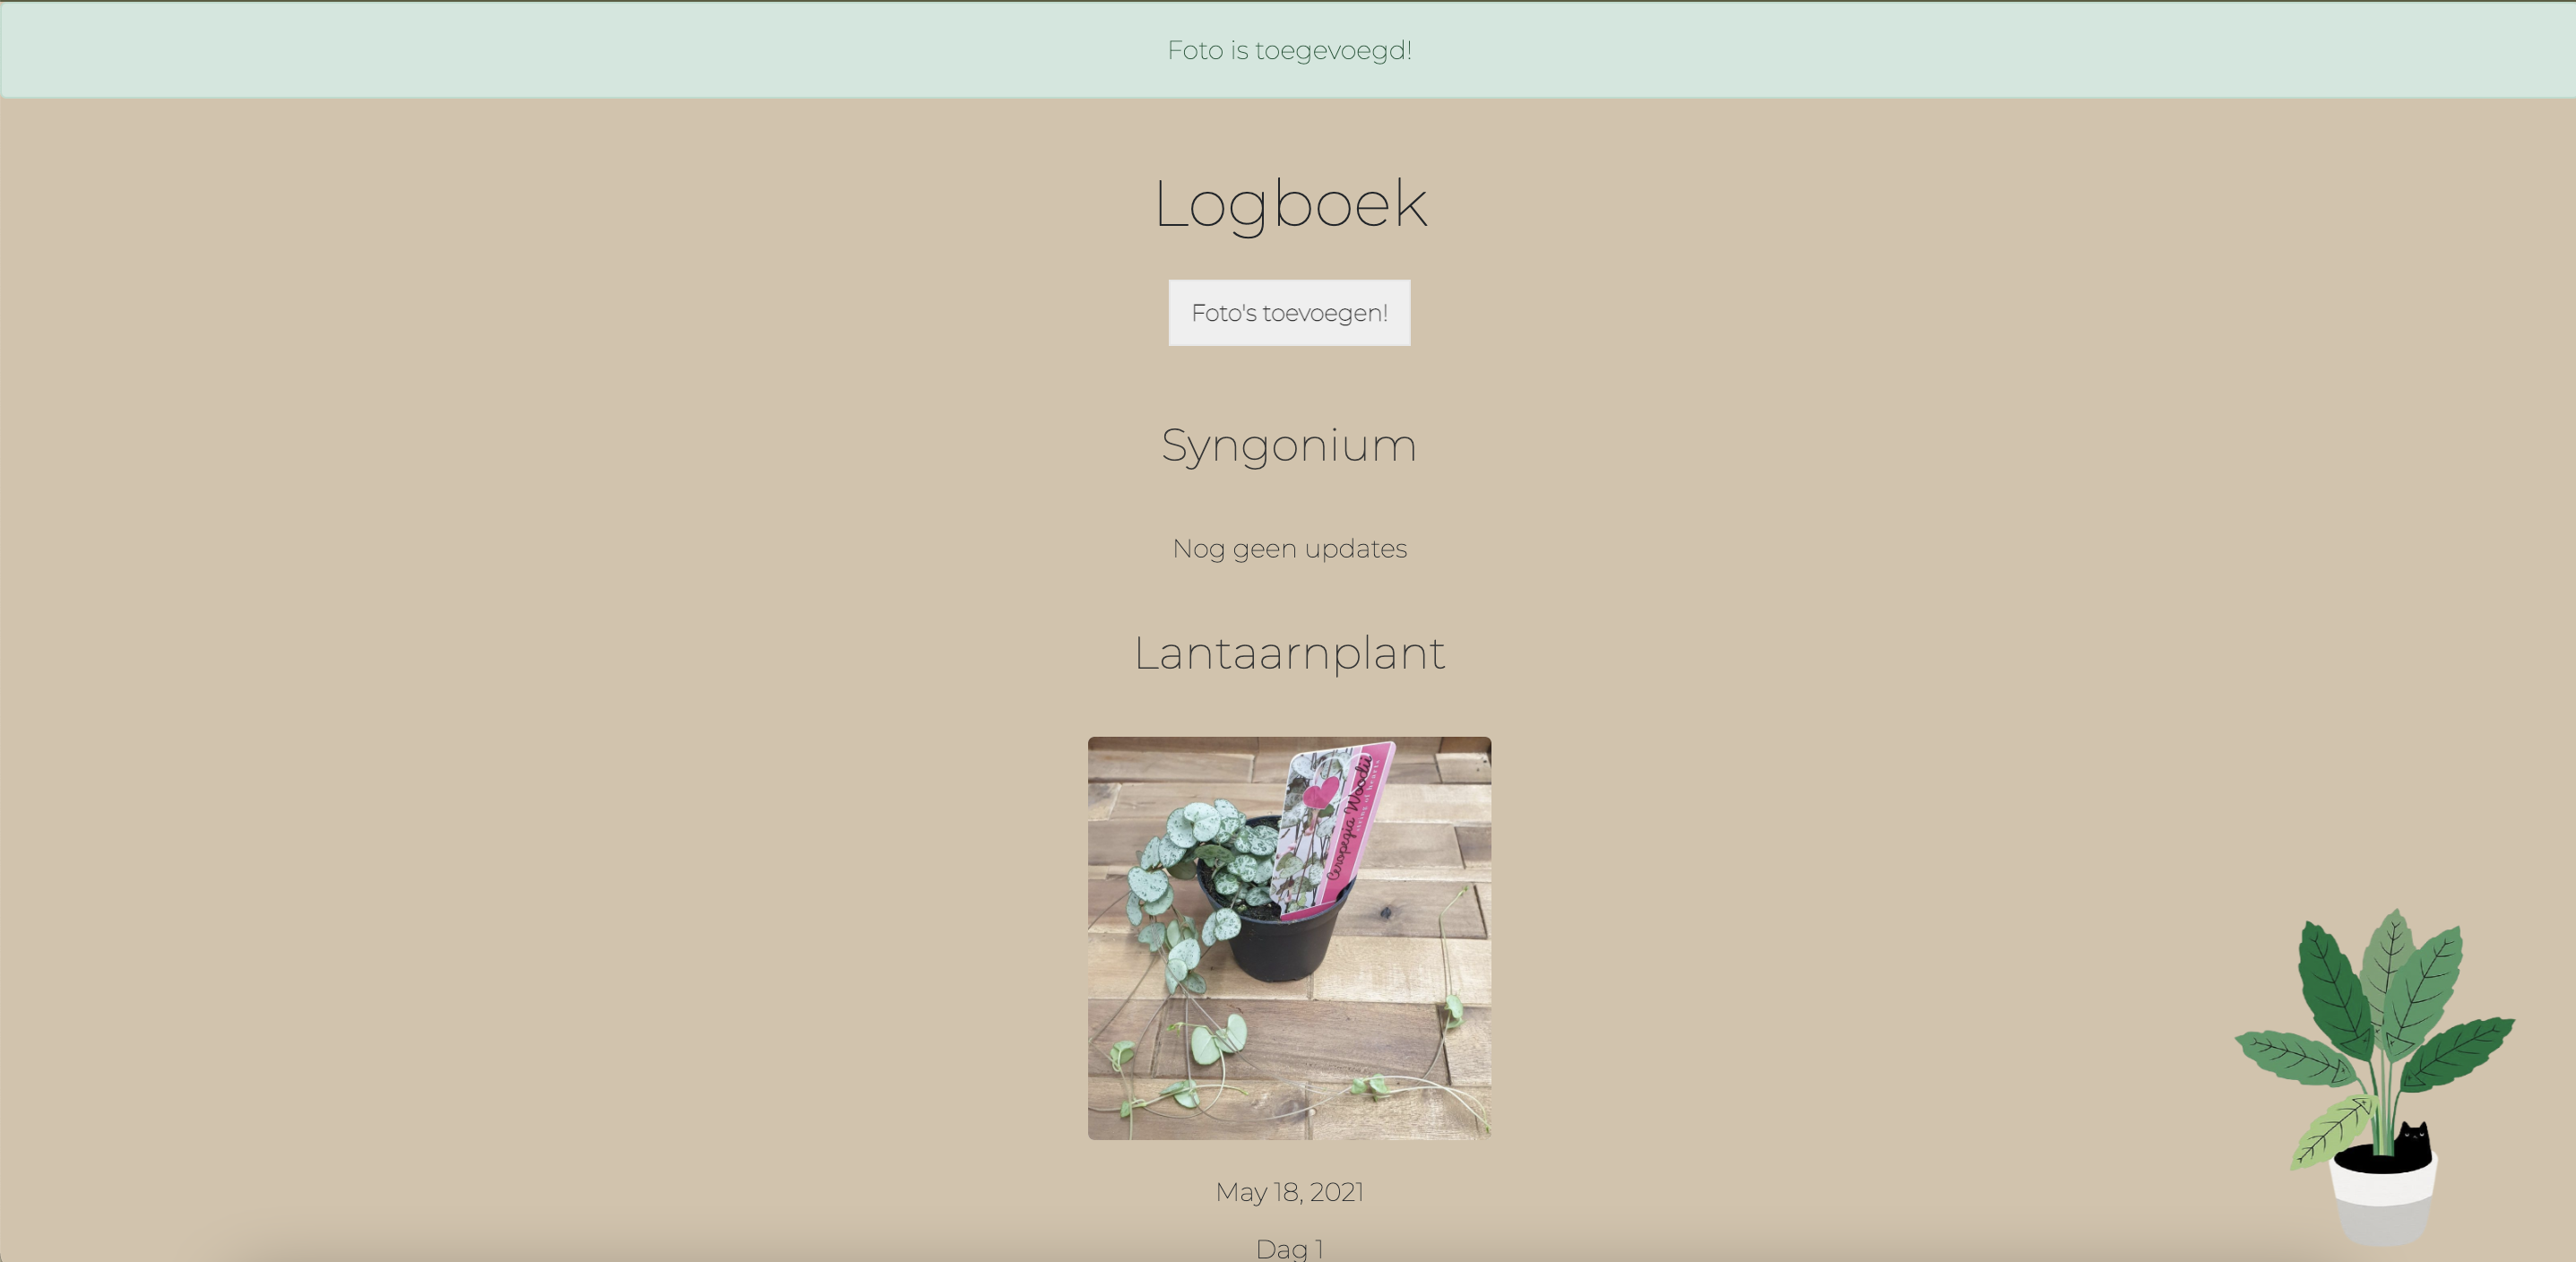 Foto is toegevoegd!
Logboek
Foto's toevoegen!
Syngonium
Nog geen updates
Lantaarnplant
Ceropegia Woodii
May 18, 2021
Dag 1